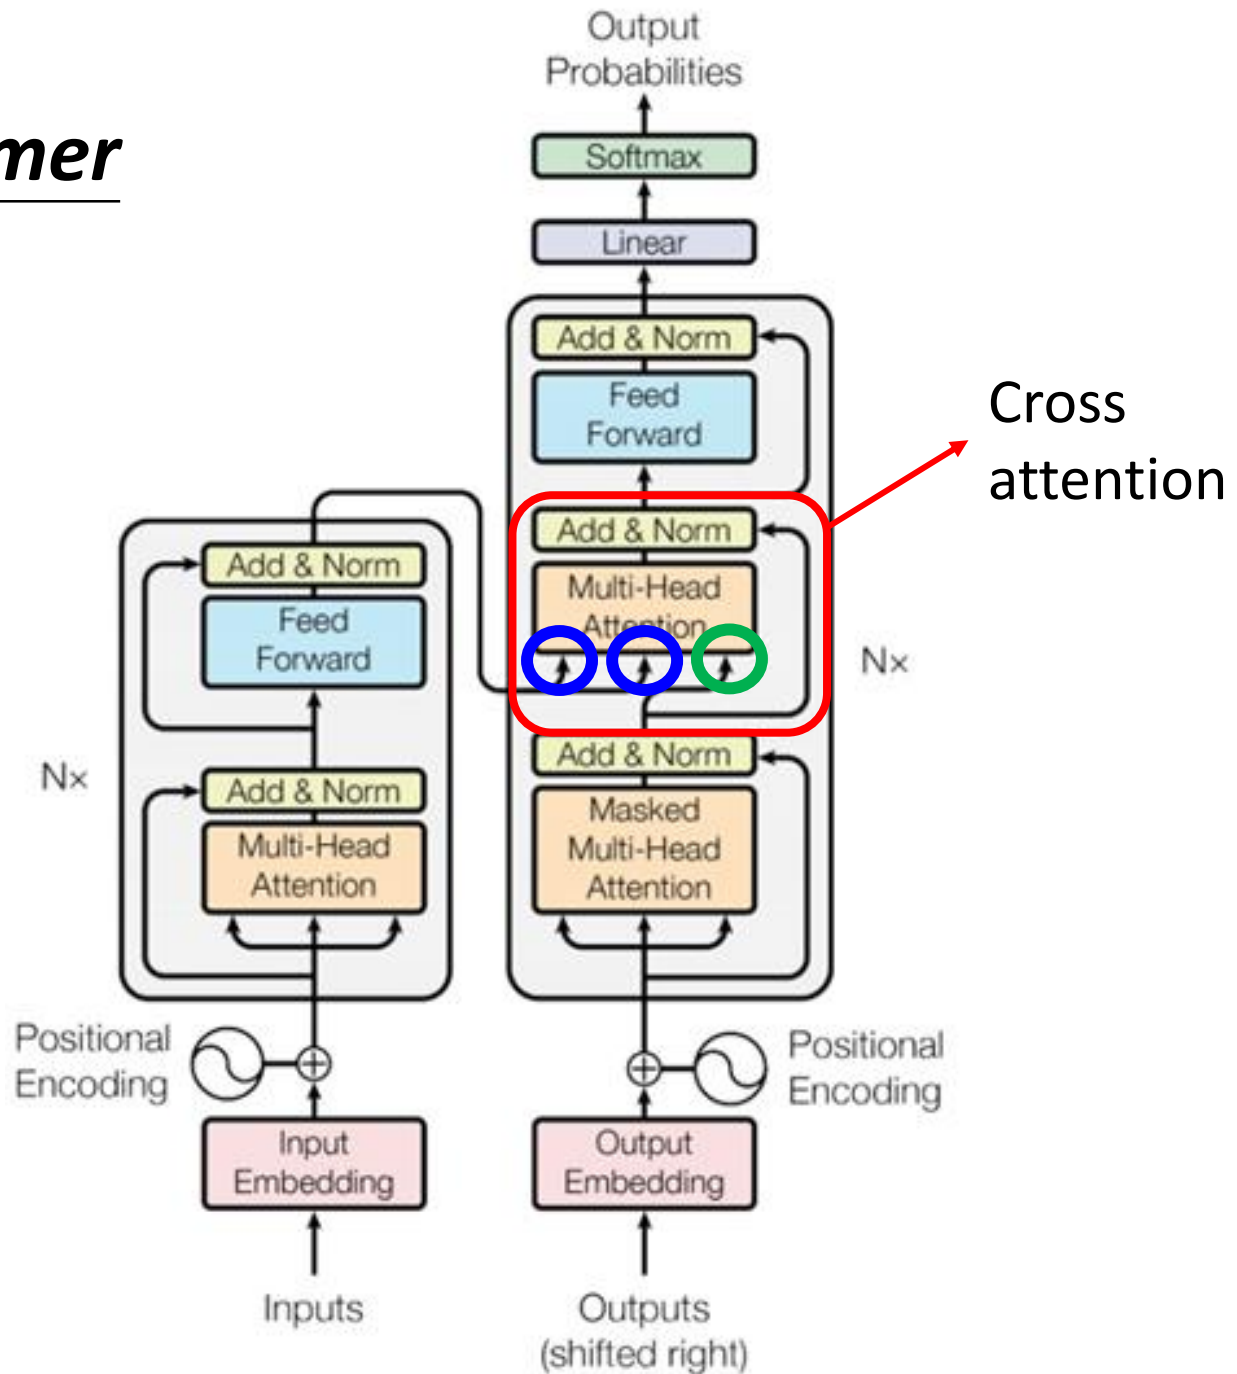 mer
Output
Probabilities
Softmax
Linear
Add & Norm
Feed
Forward
Cross
attention
Add & Norm
Multi-Head
Attention
Nx
Add & Norm
Masked
Multi-Head
Attention
Add & Norm
Feed
Forward
Nx
Add & Norm
Multi-Head
Attention
Positional
Encoding
Positional
Encoding
Input
Embedding
Output
Embedding
Inputs
Outputs
(shifted right)